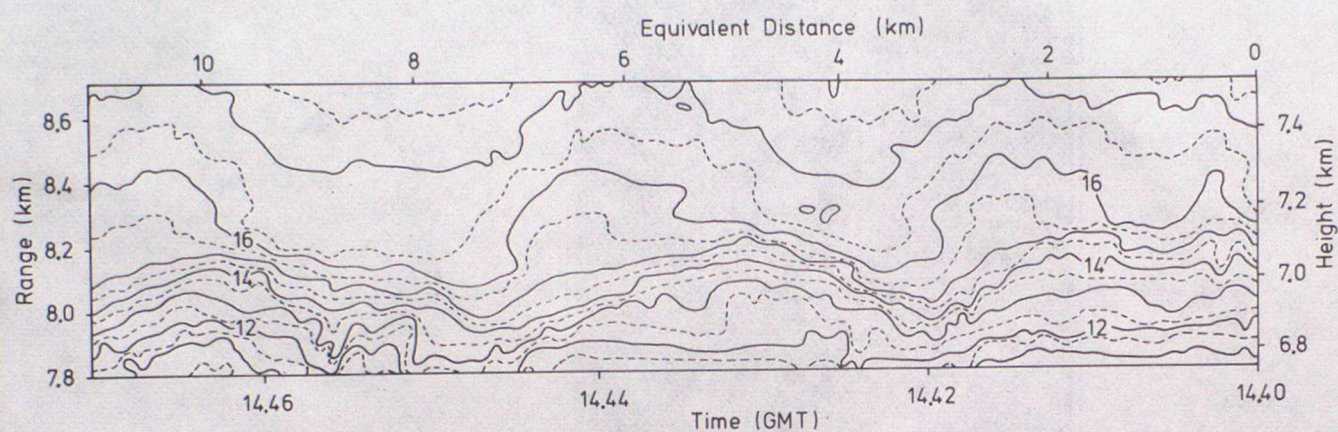 Equivalent Distance (km)
10 8 6 4 2 0
8.6
8.4
8.2
8.0
7.8
Range (km)
7.4
7.2
7.0
6.8
Height (km)
16
16
14
14
12
12
14.46 14.44 14.42 14.40
Time (GMT)